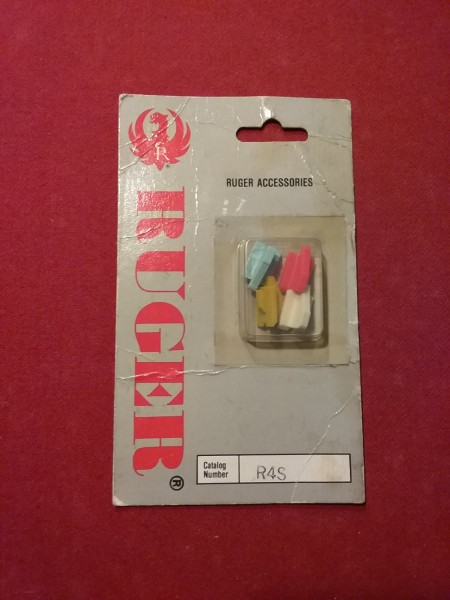 R
RUGER®
RUGER ACCESSORIES
Catalog
Number
R4S